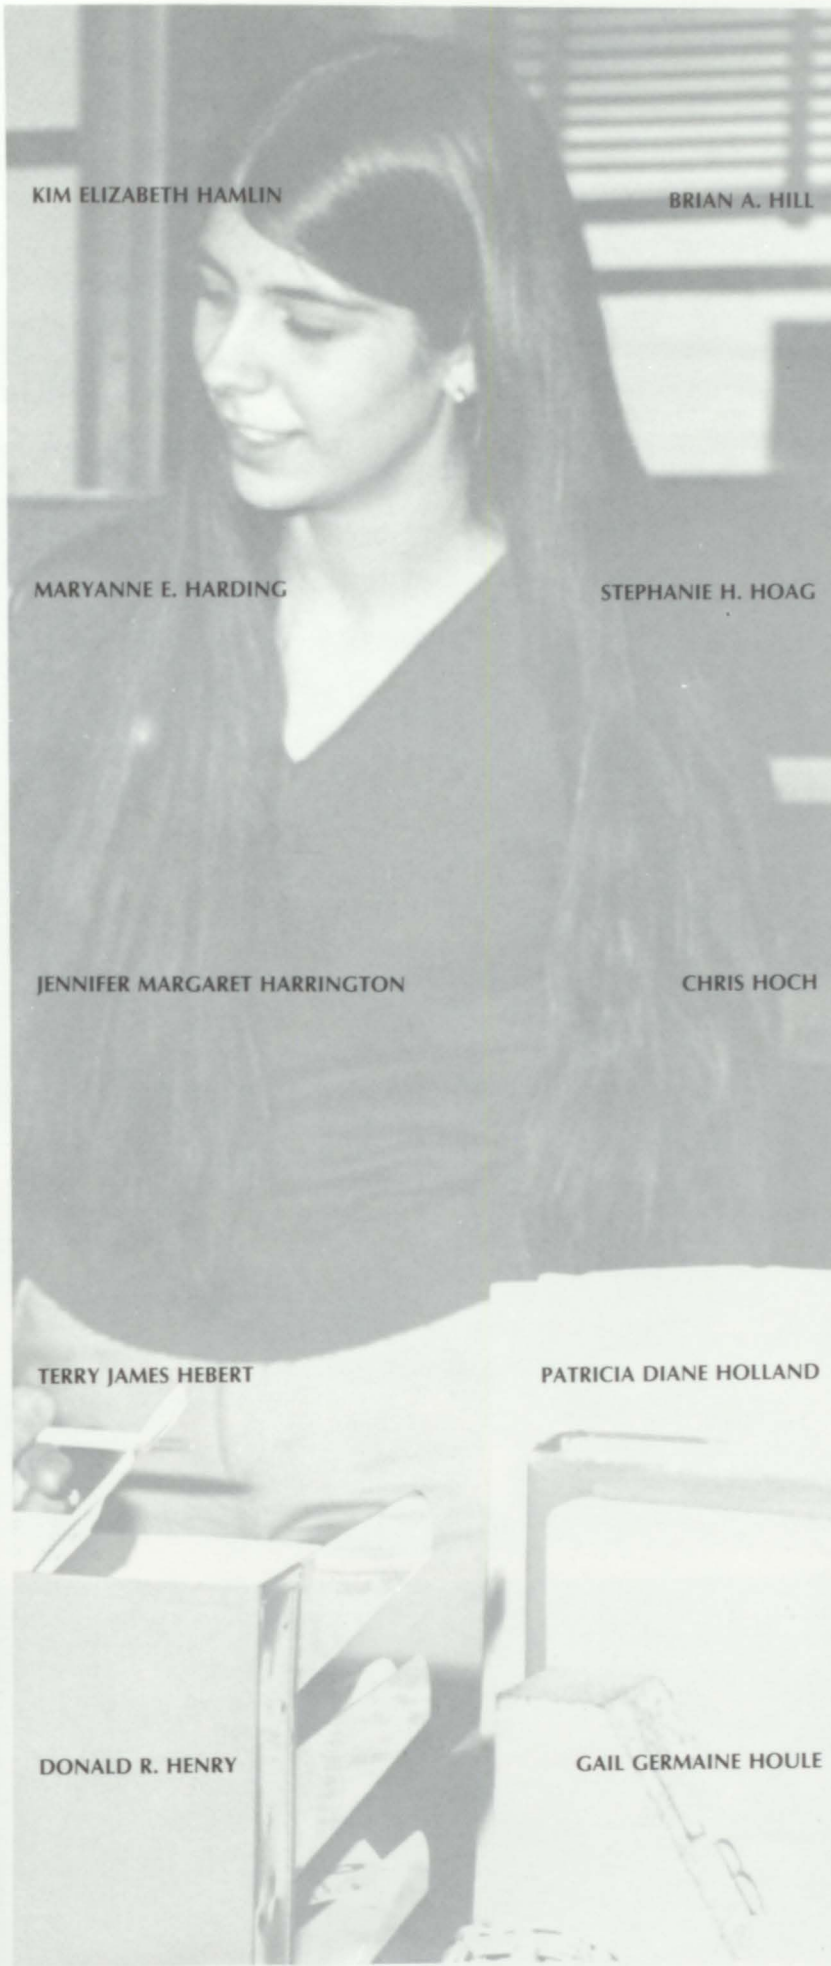 KIM ELIZABETH HAMLIN
BRIAN A. HILL
MARYANNE E. HARDING
STEPHANIE H. HOAG
JENNIFER MARGARET HARRINGTON
CHRIS HOCH
TERRY JAMES HEBERT
PATRICIA DIANE HOLLAND
DONALD R. HENRY
GAIL GERMAINE HOULE